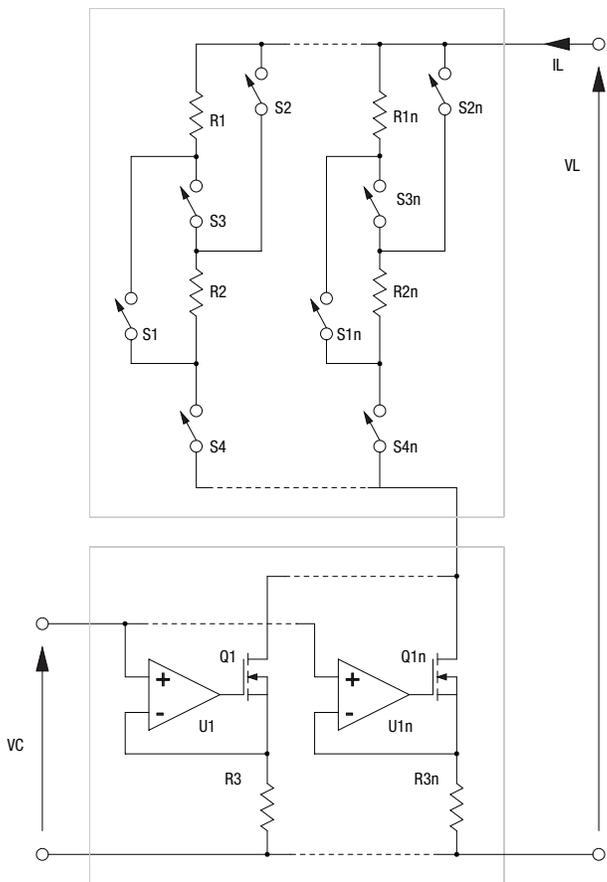 IL
S2
S2n
R1
R1n
VL
S3
S3n
R2
R2n
S1
S1n
S4
S4n
Q1
Q1n
+
+
-
-
U1
U1n
VC
R3
R3n